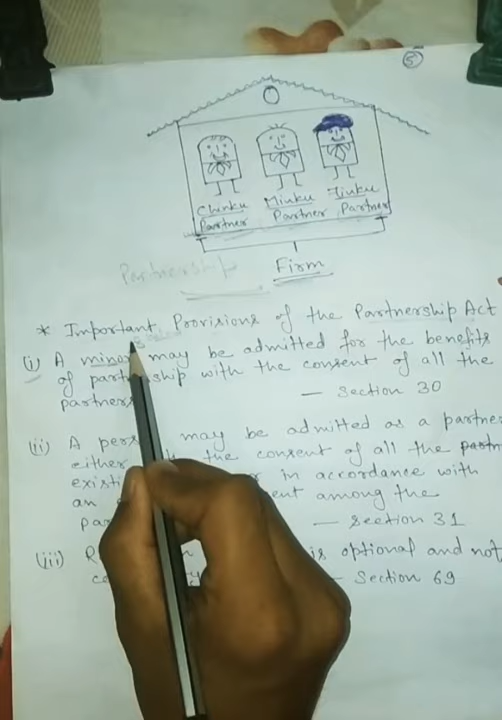 5
Chinku Minku Tinku
Partner Partner Partner
Partnership Firm
* Important Provisions of the Partnership Act
(i) A minor may be admitted for the benefits
of partnership with the consent of all the
partners — Section 30
(ii) A may be admitted as a partner
either the consent of all the
in accordance with
an among the
— Section 31
(iii) is optional and not
— Section 69